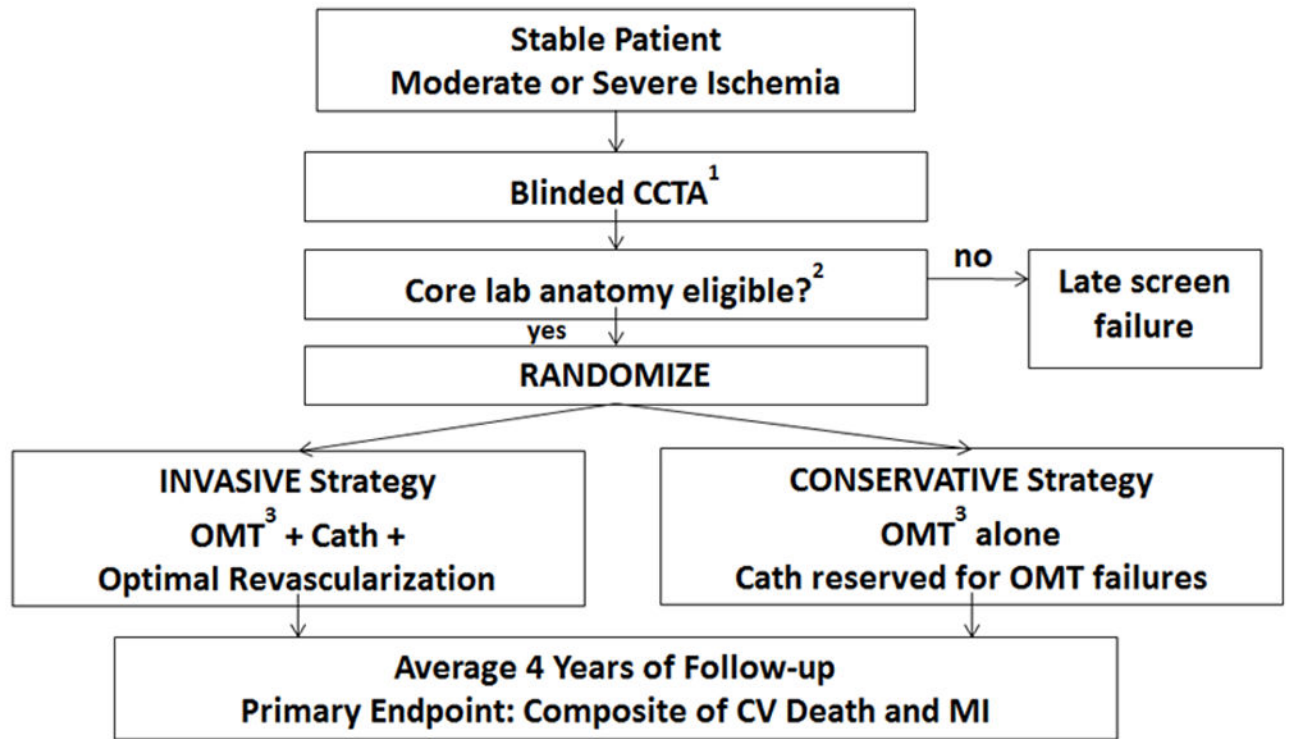 Stable Patient
Moderate or Severe Ischemia
Blinded CCTA1
Core lab anatomy eligible?2
no
Late screen
failure
yes
RANDOMIZE
INVASIVE Strategy
OMT3 + Cath +
Optimal Revascularization
CONSERVATIVE Strategy
OMT3 alone
Cath reserved for OMT failures
Average 4 Years of Follow-up
Primary Endpoint: Composite of CV Death and MI